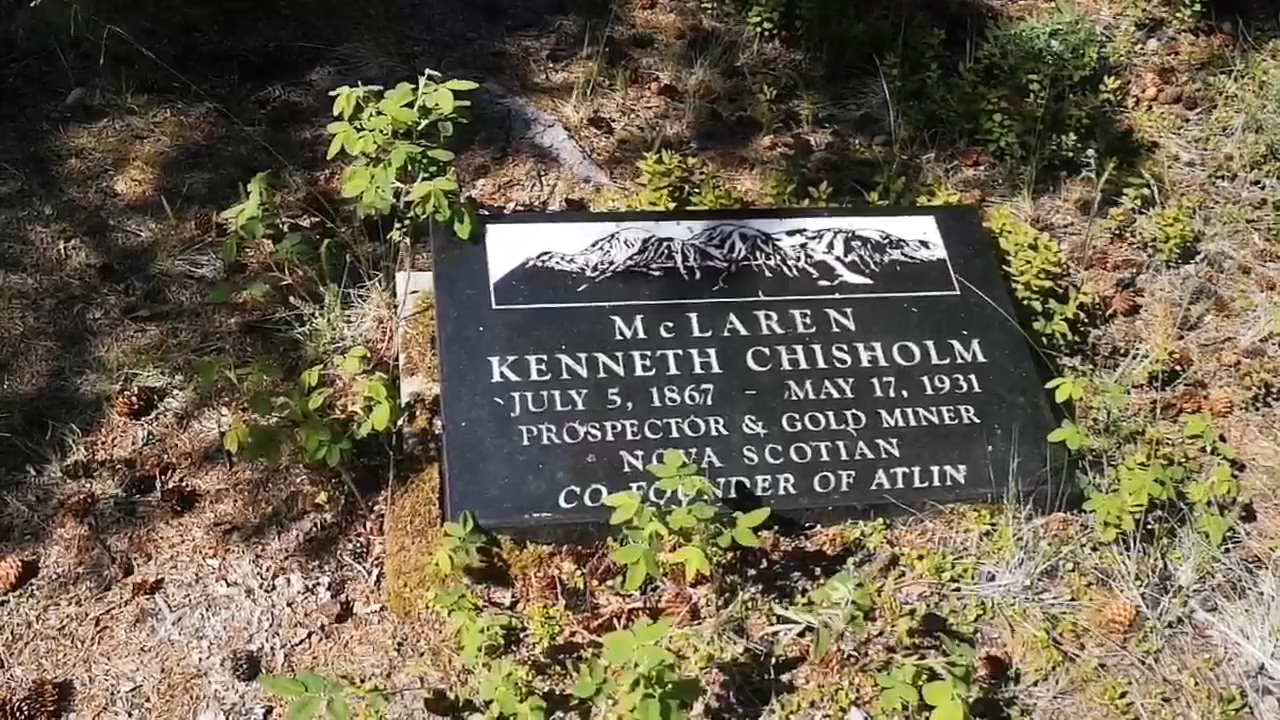 McLAREN
KENNETH CHISHOLM
JULY 5, 1867 - MAY 17, 1931
PROSPECTOR & GOLD MINER
NOVA SCOTIAN
CO-FOUNDER OF ATLIN